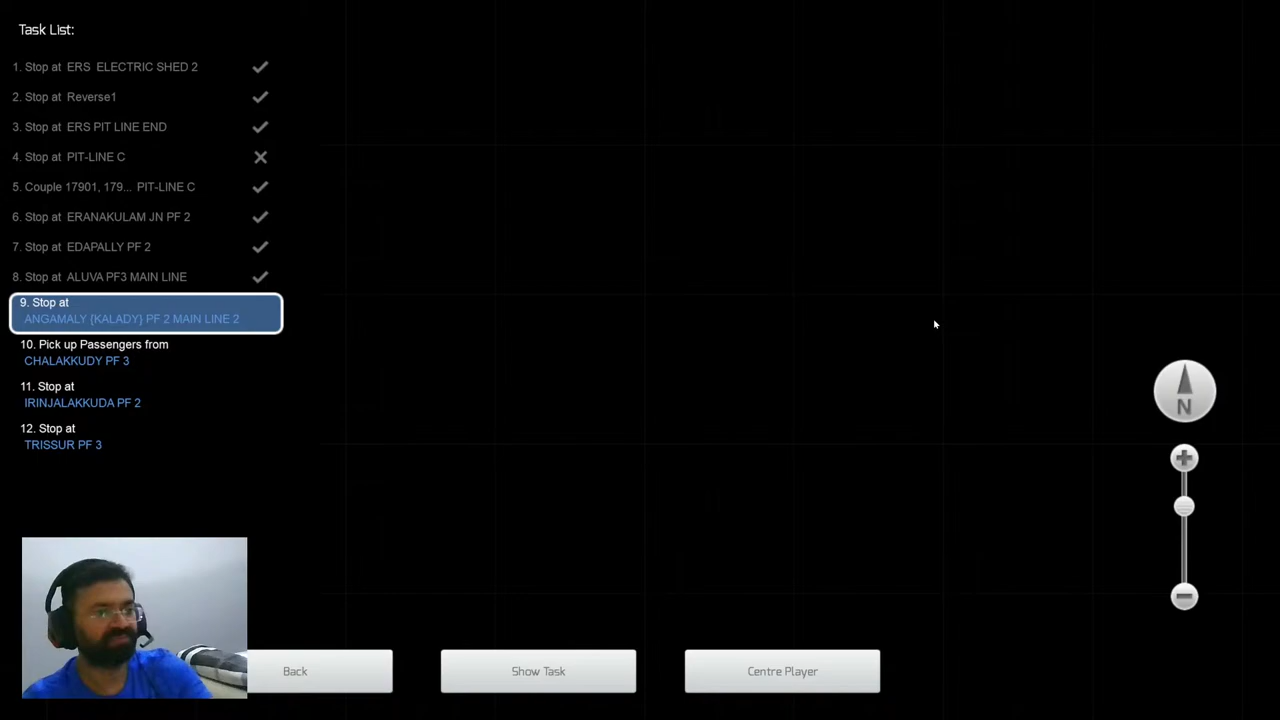 Task List:
1. Stop at ERS ELECTRIC SHED 2
2. Stop at Reverse1
3. Stop at ERS PIT LINE END
4. Stop at PIT-LINE C
5. Couple 17901, 179... PIT-LINE C
6. Stop at ERANAKULAM JN PF 2
7. Stop at EDAPALLY PF 2
8. Stop at ALUVA PF3 MAIN LINE
9. Stop at
ANGAMALY {KALADY} PF 2 MAIN LINE 2
10. Pick up Passengers from
CHALAKKUDY PF 3
11. Stop at
IRINJALAKKUDA PF 2
12. Stop at
TRISSUR PF 3
N
Back
Show Task
Centre Player